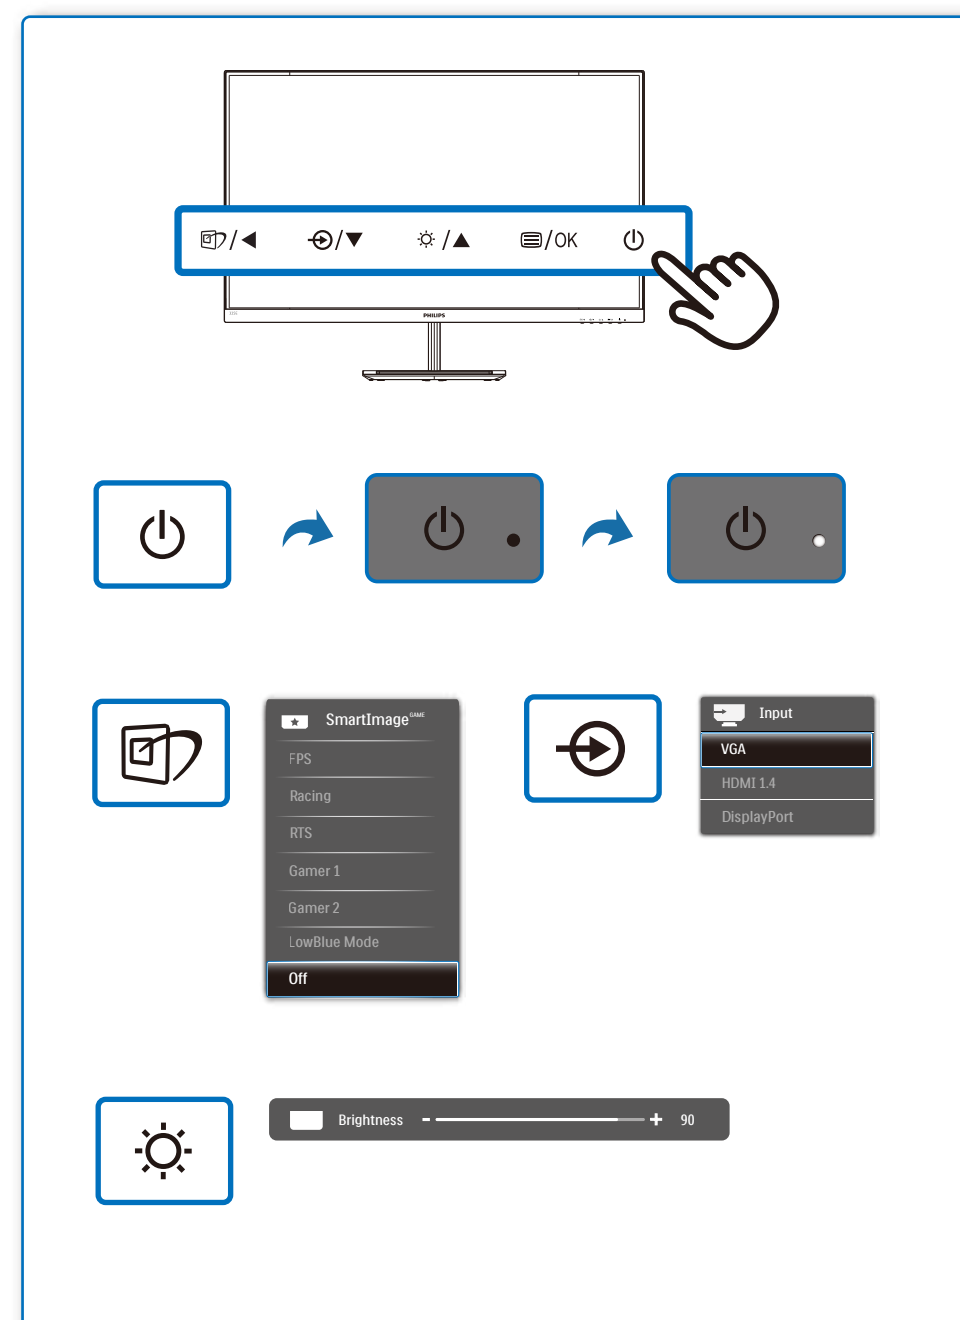 /OK
PHILIPS
SmartImage GAME
FPS
Racing
RTS
Gamer 1
Gamer 2
LowBlue Mode
Off
Input
VGA
HDMI 1.4
DisplayPort
Brightness - + 90